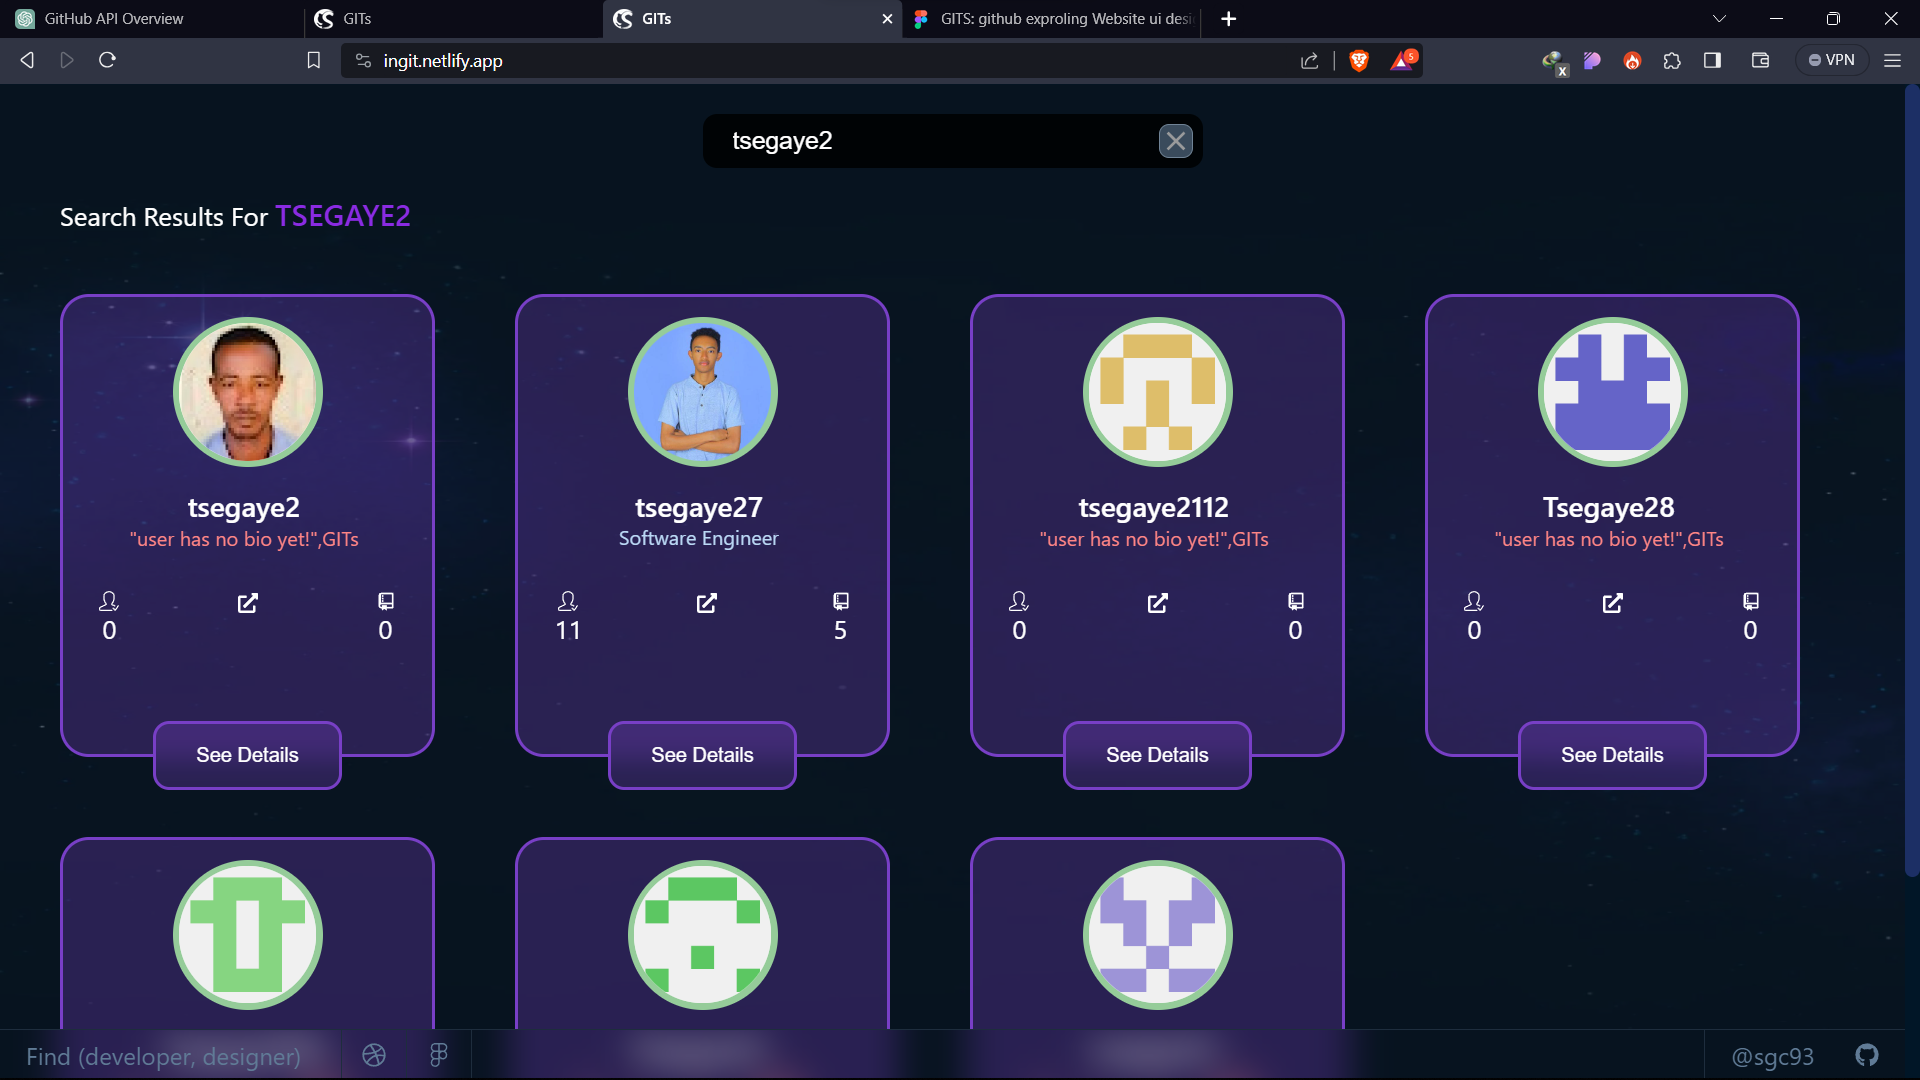 GitHub API Overview
GITs
GITs
GITS: github exproling Website ui desi
ingit.netlify.app
5
x
VPN
tsegaye2
Search Results For TSEGAYE2
tsegaye2
"user has no bio yet!",GITs
0
0
See Details
tsegaye27
Software Engineer
11
5
See Details
tsegaye2112
"user has no bio yet!",GITs
0
0
See Details
Tsegaye28
"user has no bio yet!",GITs
0
0
See Details
Find (developer, designer)
@sgc93